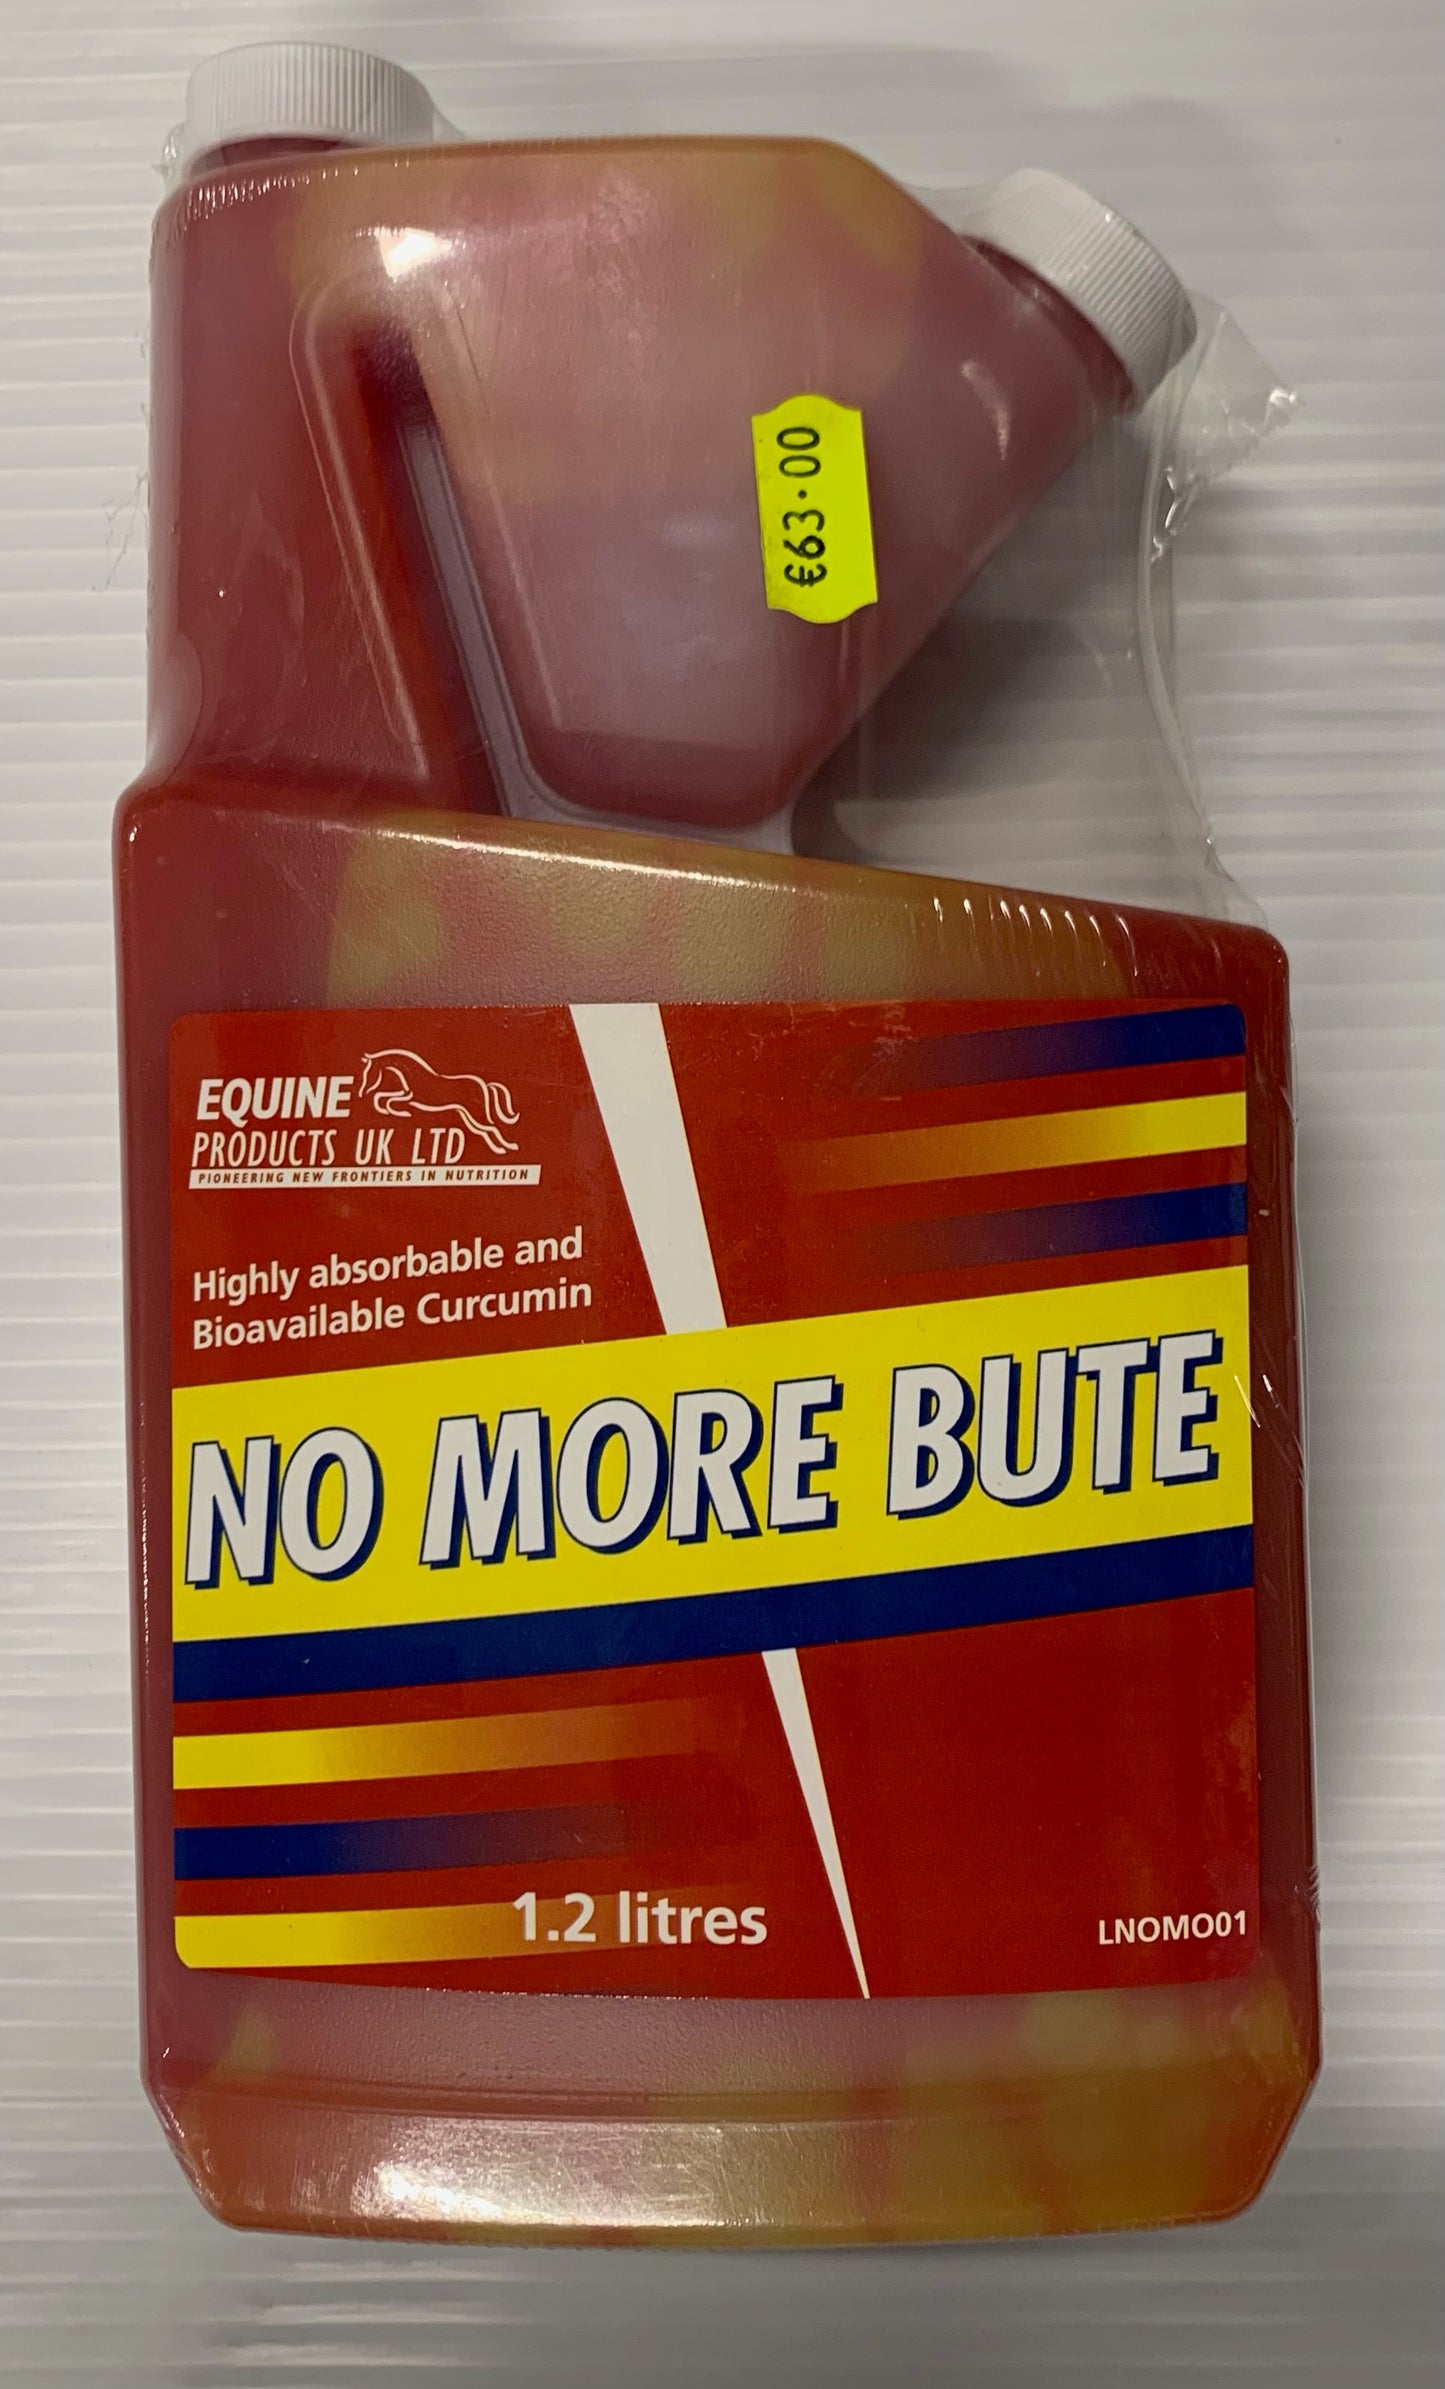 €63.00
EQUINE
PRODUCTS UK LTD
PIONEERING NEW FRONTIERS IN NUTRITION
Highly absorbable and
Bioavailable Curcumin
NO MORE BUTE
1.2 litres
LNOMO01